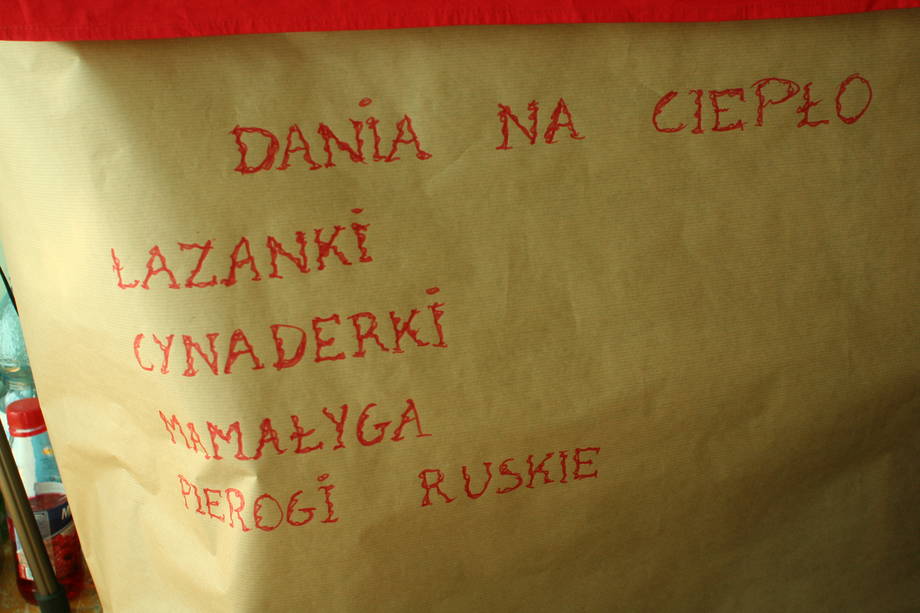 DANIA NA CIEPŁO
ŁAZANKI
CYNADERKI
MAMAŁYGA
PIEROGI RUSKIE